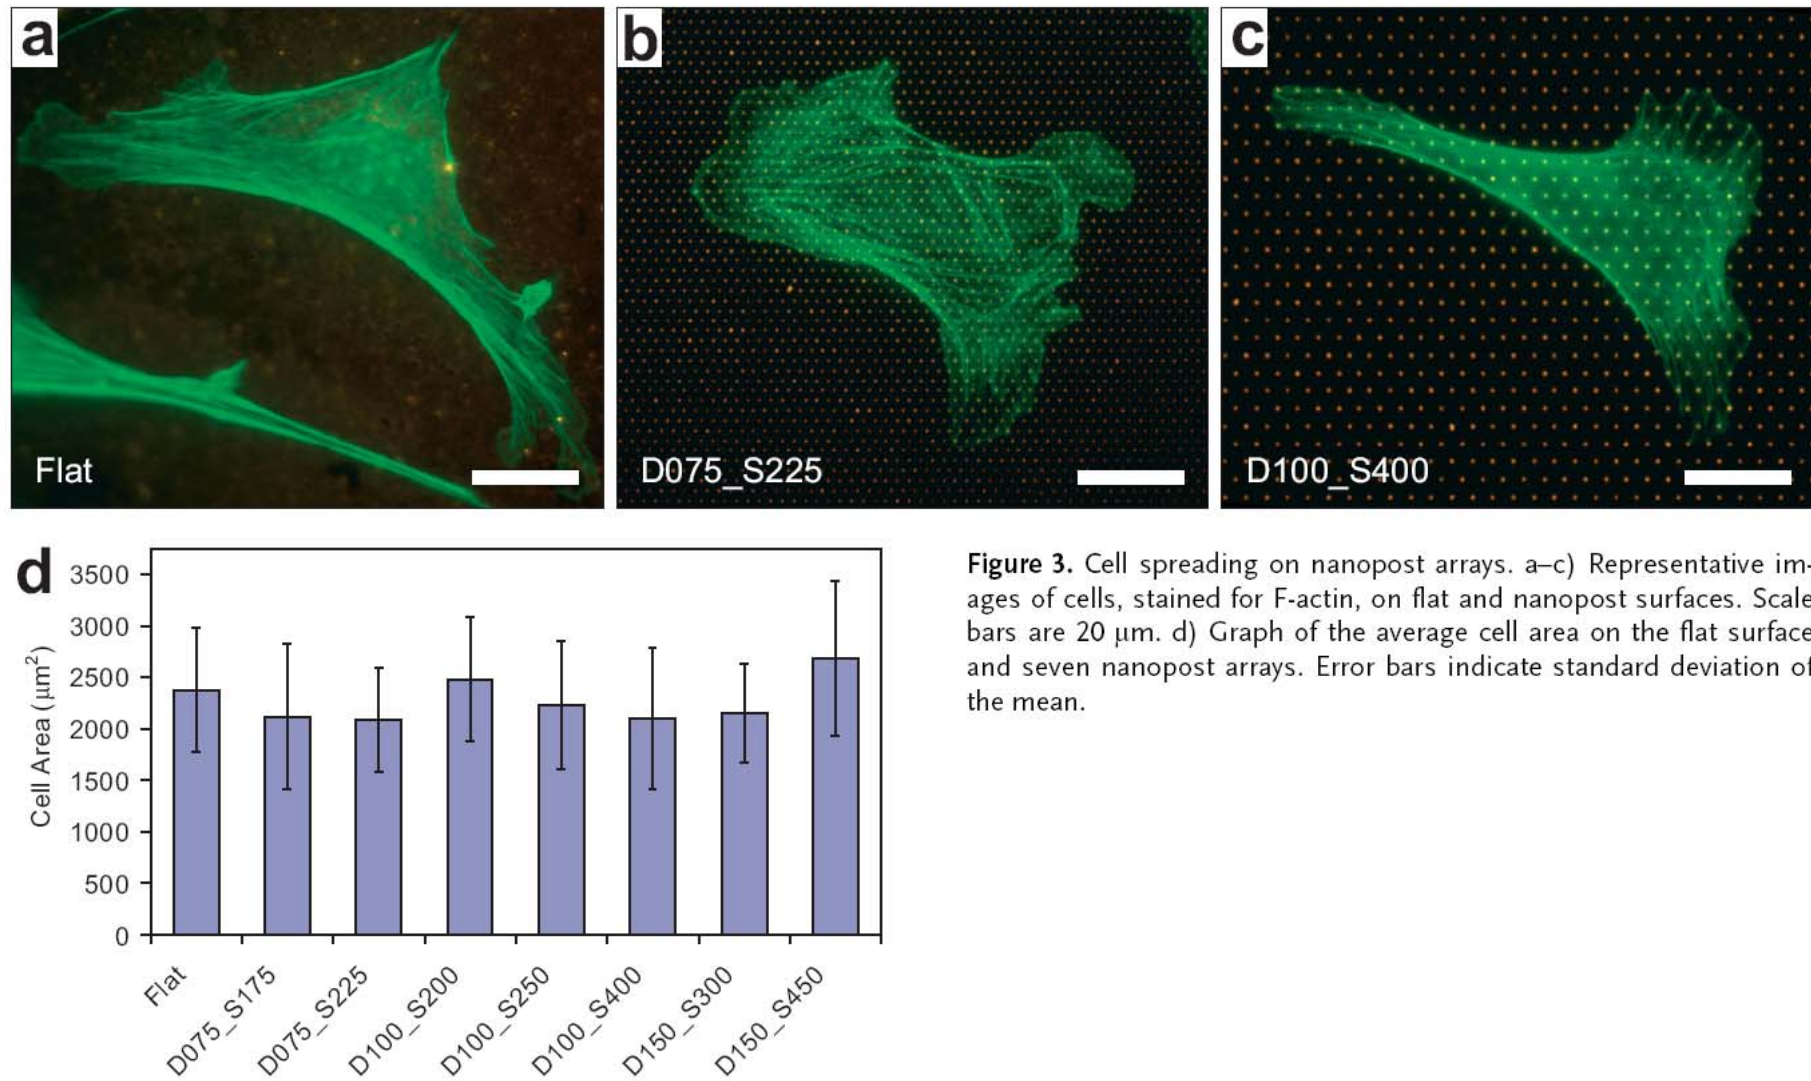 a
b
c
Flat
D075_S225
D100_S400
d
Cell Area (μm²)
3500
3000
2500
2000
1500
1000
500
0
Flat
D075_S175
D075_S225
D100_S200
D100_S250
D100_S400
D150_S300
D150_S450
Figure 3. Cell spreading on nanopost arrays. a–c) Representative im-
ages of cells, stained for F-actin, on flat and nanopost surfaces. Scale
bars are 20 μm. d) Graph of the average cell area on the flat surface
and seven nanopost arrays. Error bars indicate standard deviation of
the mean.